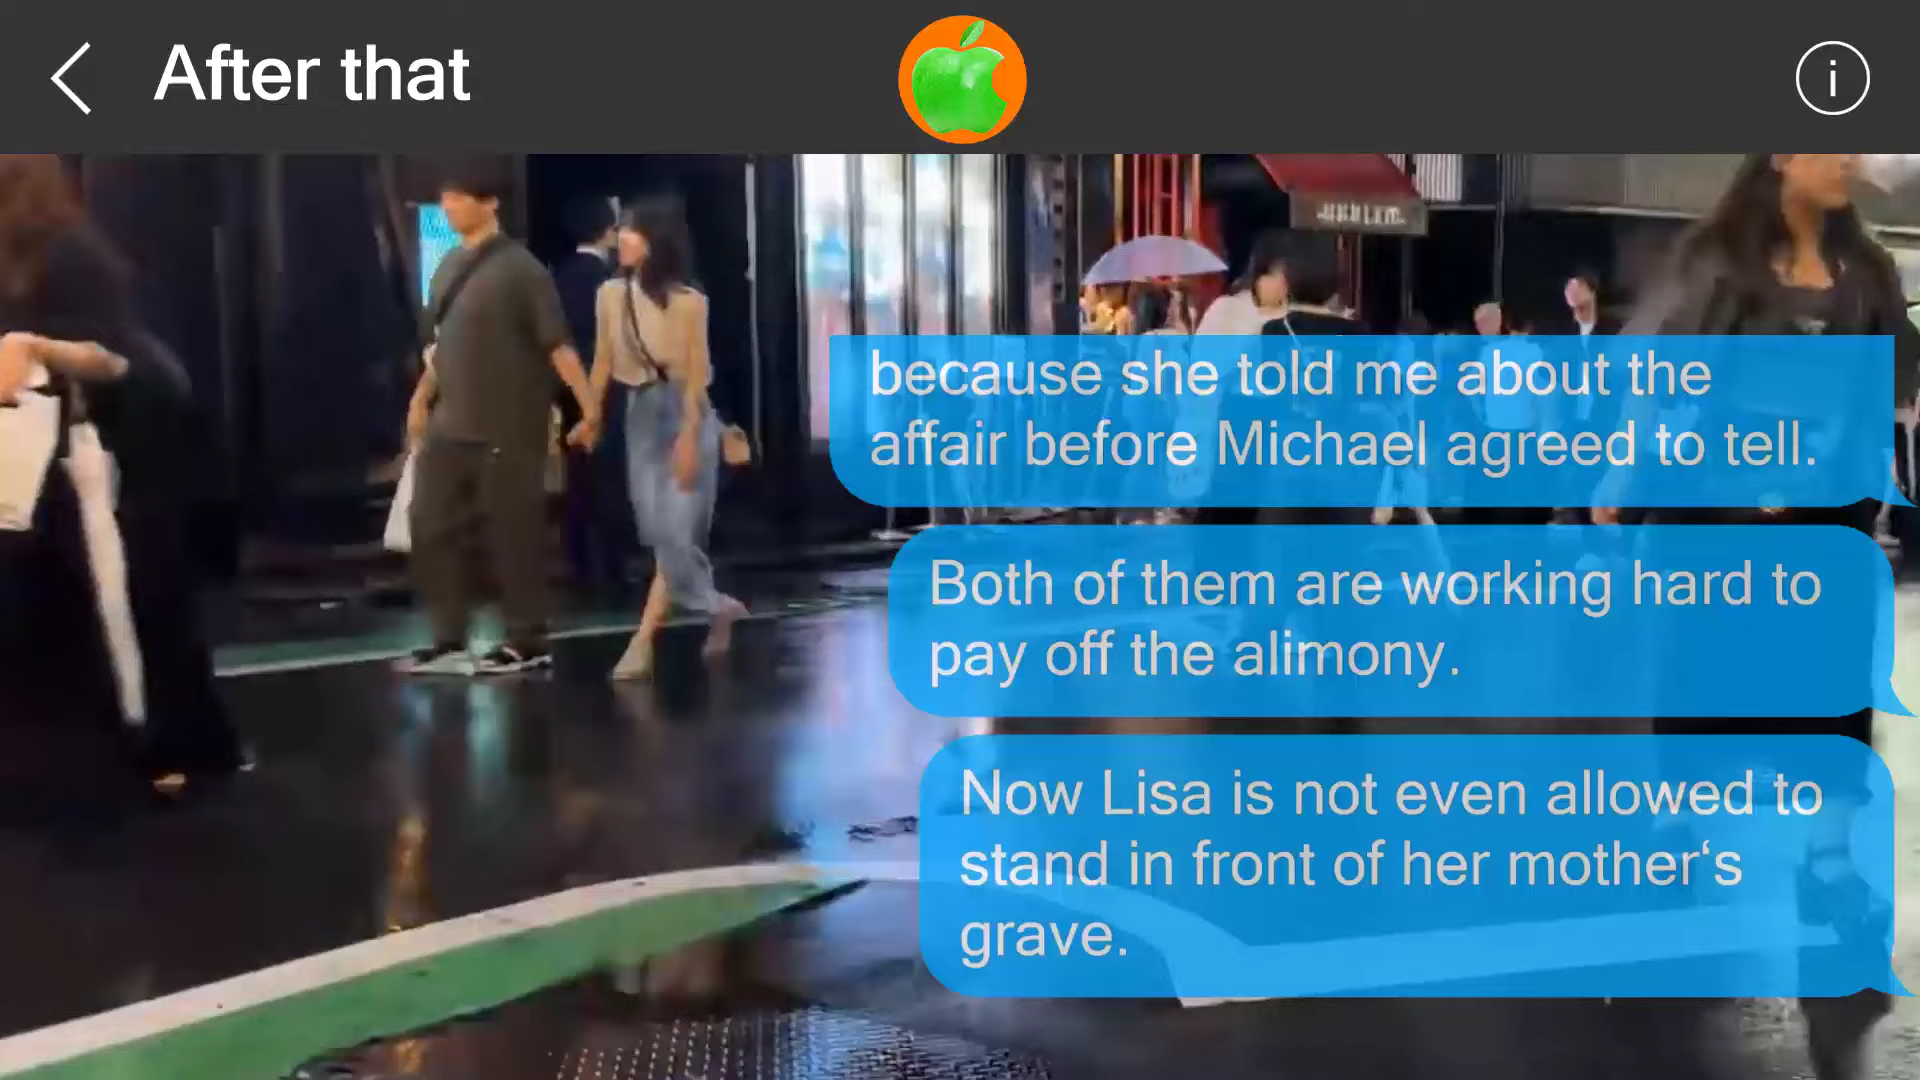 After that
because she told me about the
affair before Michael agreed to tell.
Both of them are working hard to
pay off the alimony.
Now Lisa is not even allowed to
stand in front of her mother‘s
grave.